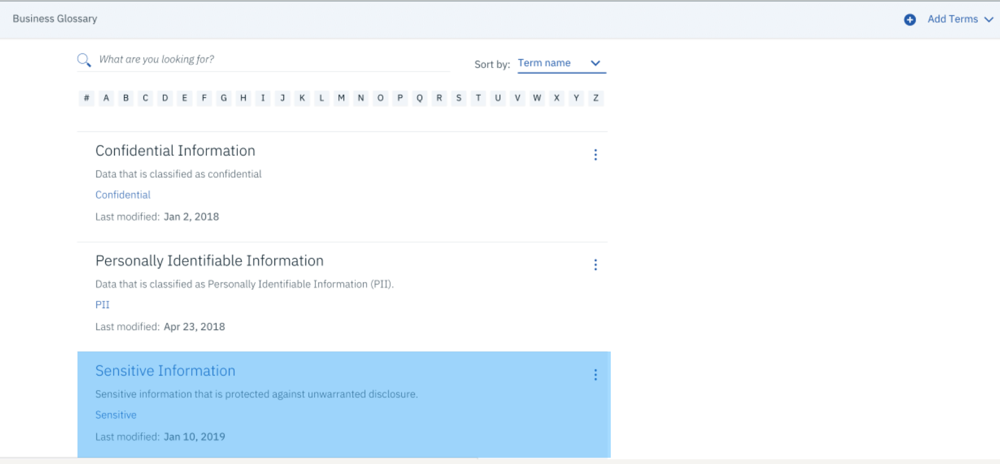 Business Glossary
Add Terms
What are you looking for?
Sort by: Term name
# A B C D E F G H I J K L M N O P Q R S T U V W X Y Z
Confidential Information
Data that is classified as confidential
Confidential
Last modified: Jan 2, 2018
Personally Identifiable Information
Data that is classified as Personally Identifiable Information (PII).
PII
Last modified: Apr 23, 2018
Sensitive Information
Sensitive information that is protected against unwarranted disclosure.
Sensitive
Last modified: Jan 10, 2019